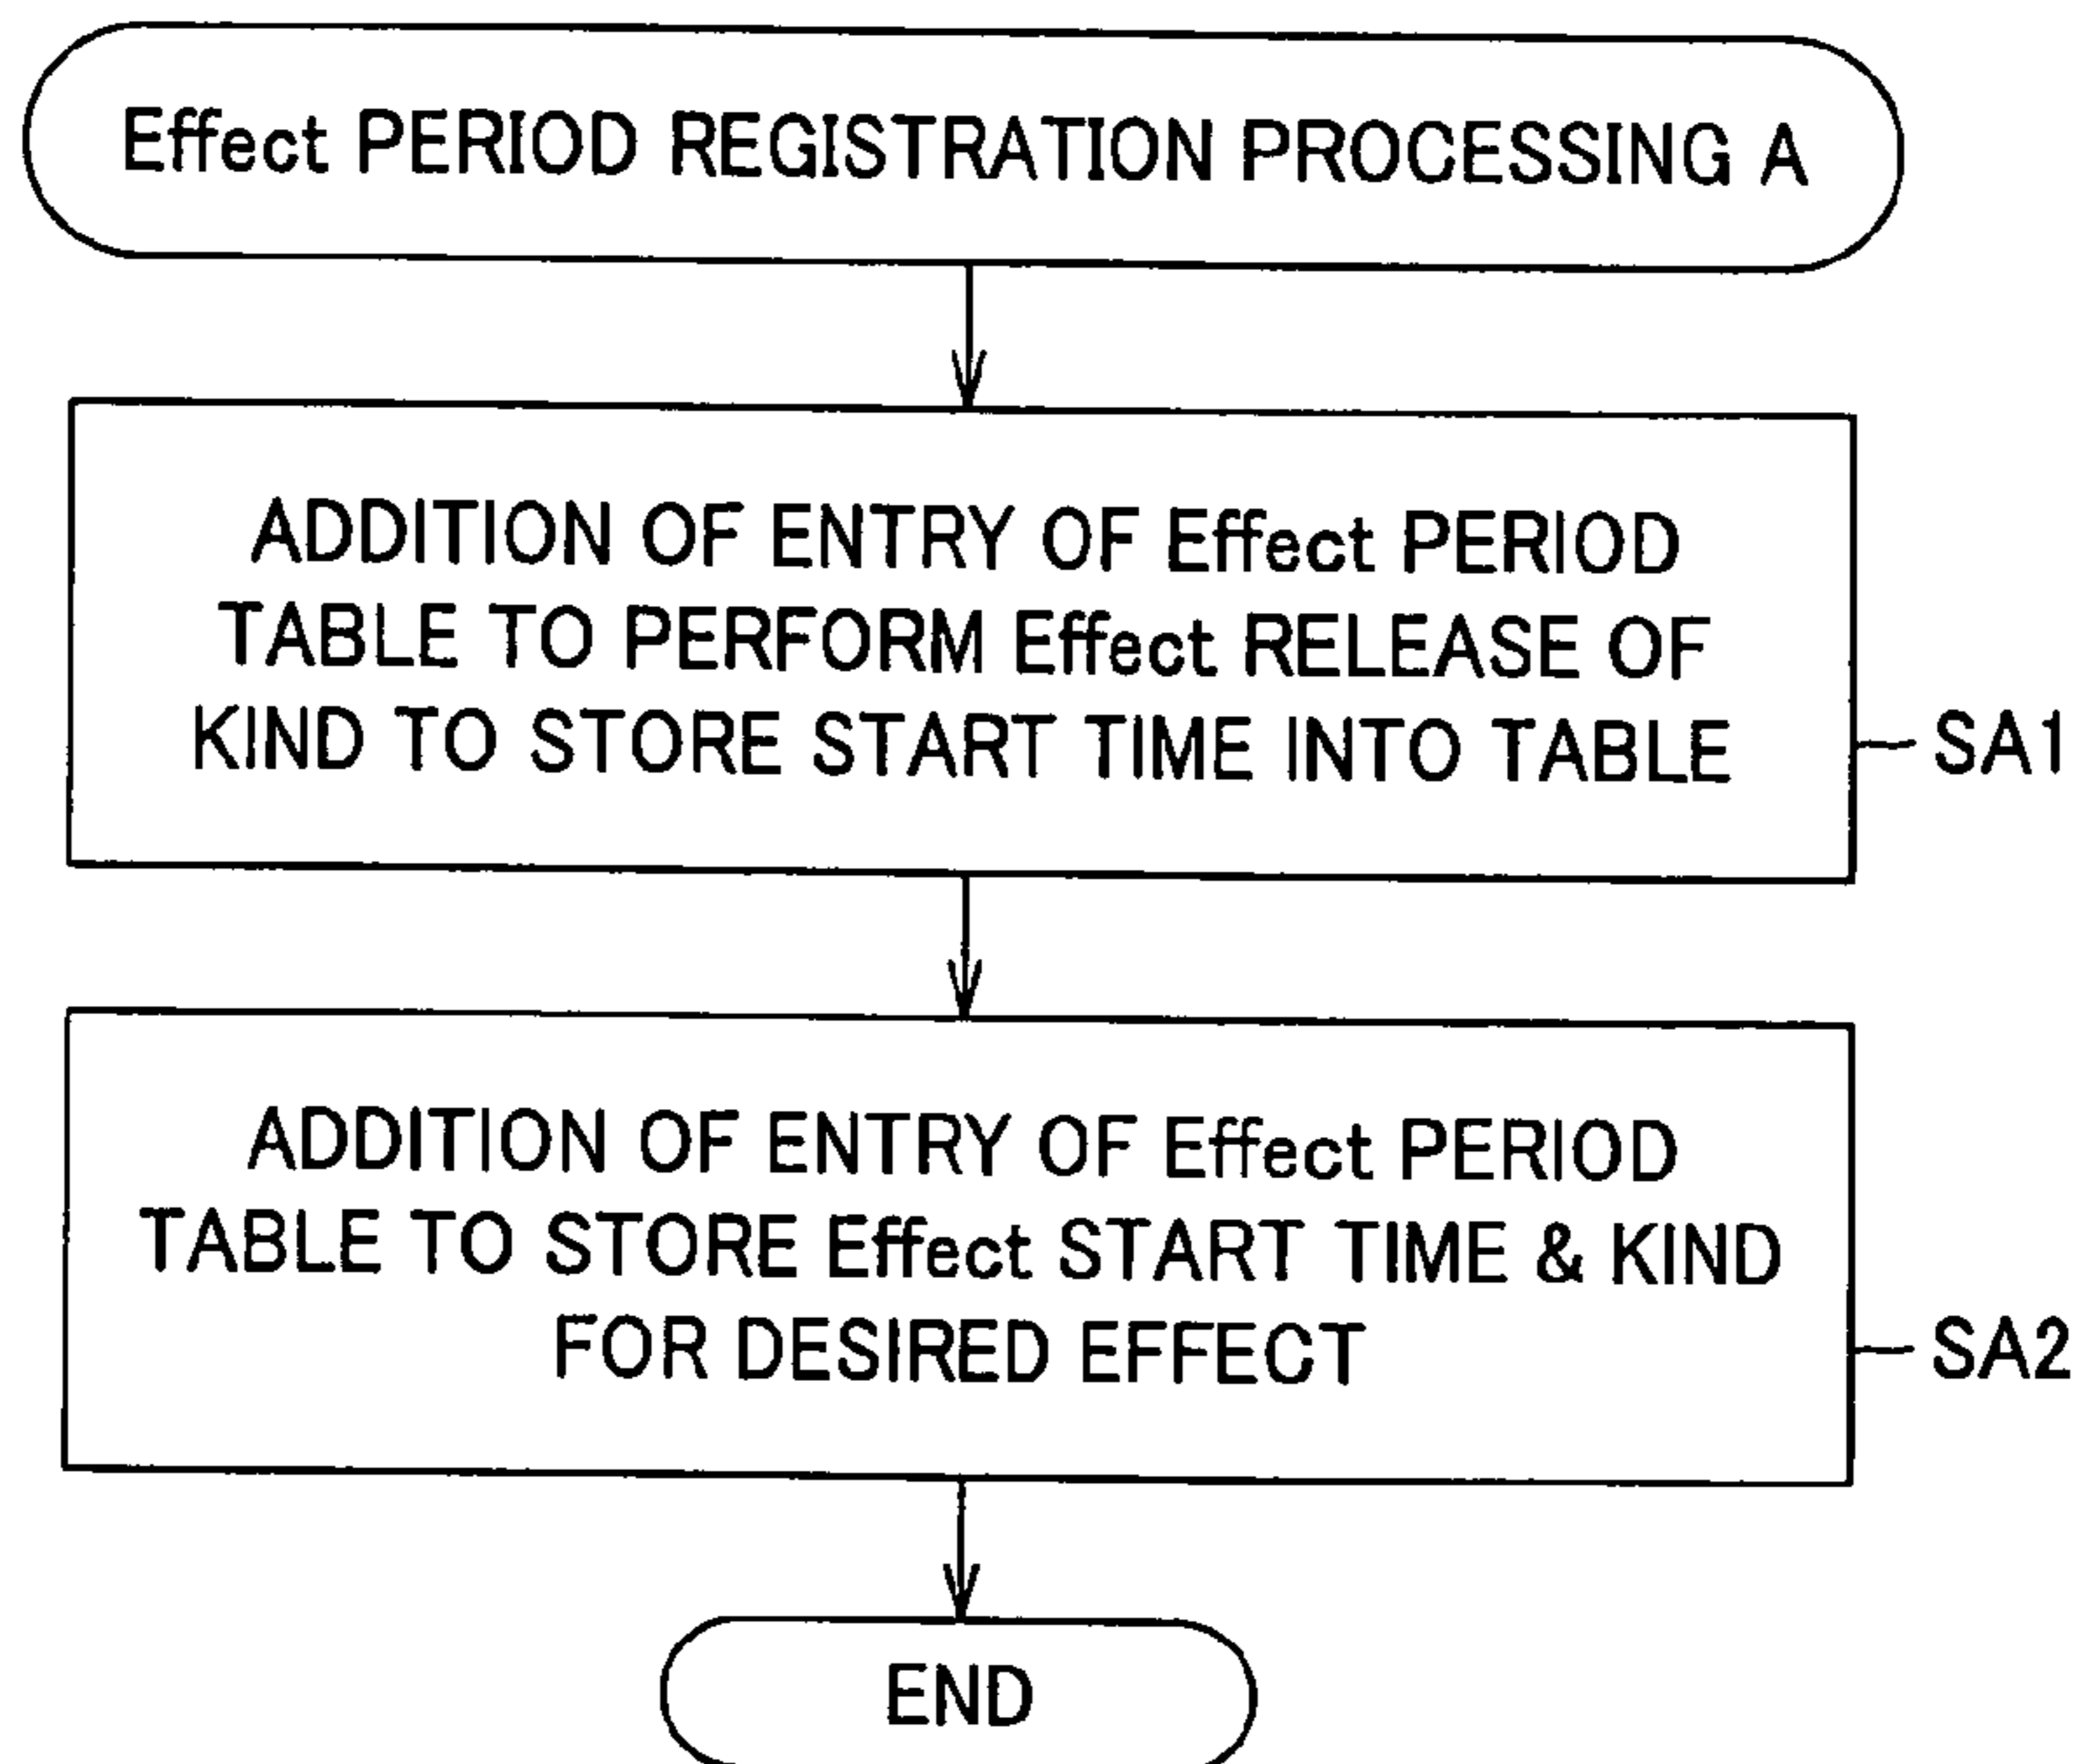 Effect PERIOD REGISTRATION PROCESSING A
ADDITION OF ENTRY OF Effect PERIOD
TABLE TO PERFORM Effect RELEASE OF
KIND TO STORE START TIME INTO TABLE
SA1
ADDITION OF ENTRY OF Effect PERIOD
TABLE TO STORE Effect START TIME & KIND
FOR DESIRED EFFECT
SA2
END